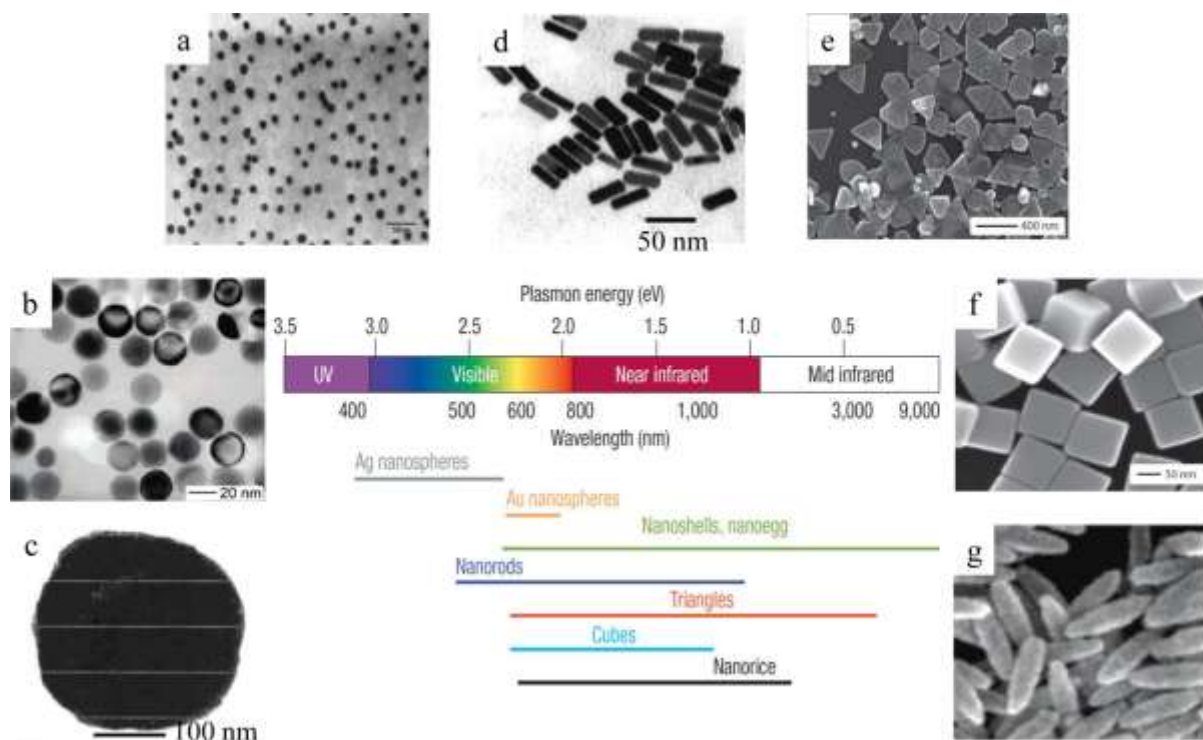 a
d
50 nm
e
400 nm
b
20 nm
Plasmon energy (eV)
3.5 3.0 2.5 2.0 1.5 1.0 0.5
UV Visible Near infrared Mid infrared
400 500 600 800 1,000 3,000 9,000
Wavelength (nm)
Ag nanospheres
Au nanospheres
Nanoshells, nanoegg
Nanorods
Triangles
Cubes
Nanorice
f
50 nm
c
100 nm
g